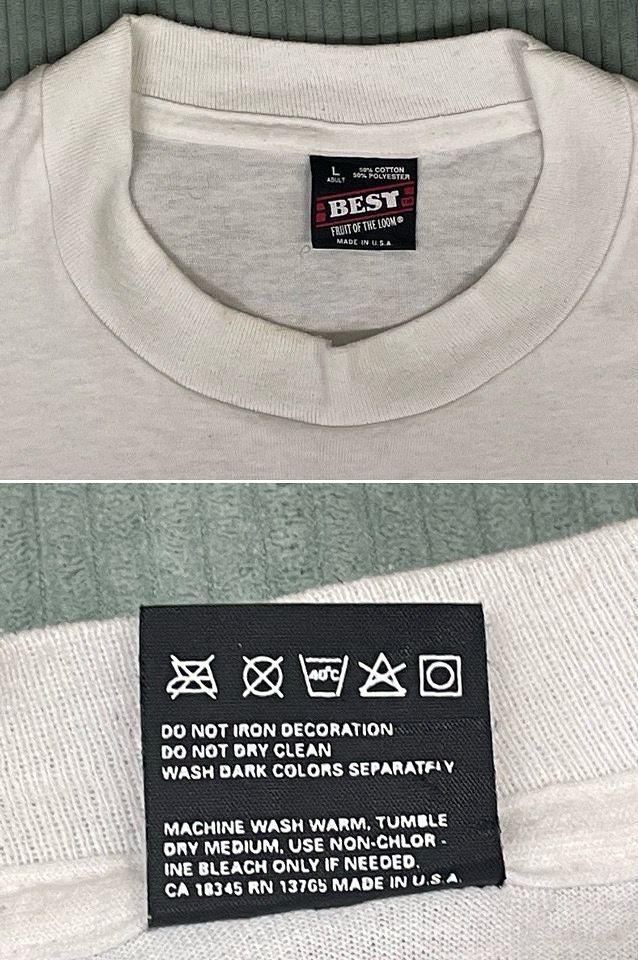 L
ADULT
50% COTTON
50% POLYESTER
BEST
FRUIT OF THE LOOM®
MADE IN U.S.A
40°C
DO NOT IRON DECORATION
DO NOT DRY CLEAN
WASH DARK COLORS SEPARATELY
MACHINE WASH WARM, TUMBLE
DRY MEDIUM, USE NON-CHLOR -
INE BLEACH ONLY IF NEEDED.
CA 18345 RN 13765 MADE IN U.S.A.